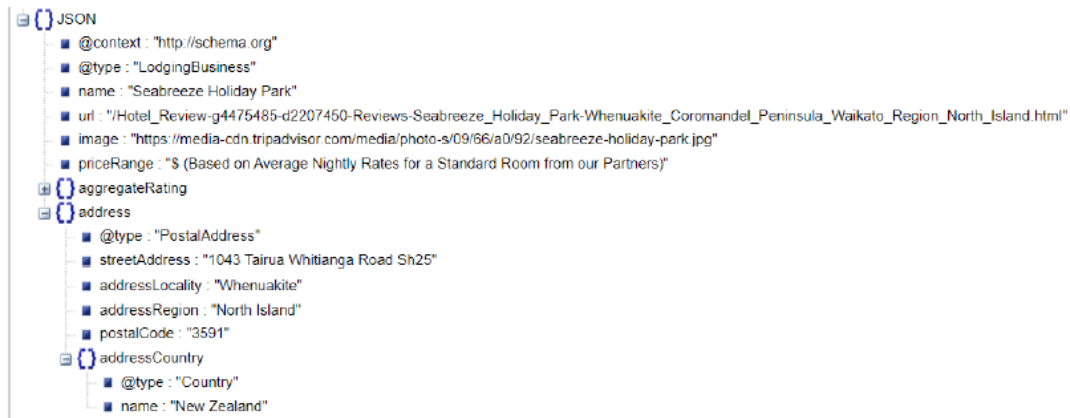 JSON
@context : "http://schema.org"
@type : "LodgingBusiness"
name : "Seabreeze Holiday Park"
url : "/Hotel_Review-g4475485-d2207450-Reviews-Seabreeze_Holiday_Park-Whenuakite_Coromandel_Peninsula_Waikato_Region_North_Island.html"
image : "https://media-cdn.tripadvisor.com/media/photo-s/09/66/a0/92/seabreeze-holiday-park.jpg"
priceRange : "$ (Based on Average Nightly Rates for a Standard Room from our Partners)"
aggregateRating
address
@type : "PostalAddress"
streetAddress : "1043 Tairua Whitianga Road Sh25"
addressLocality : "Whenuakite"
addressRegion : "North Island"
postalCode : "3591"
addressCountry
@type : "Country"
name : "New Zealand"